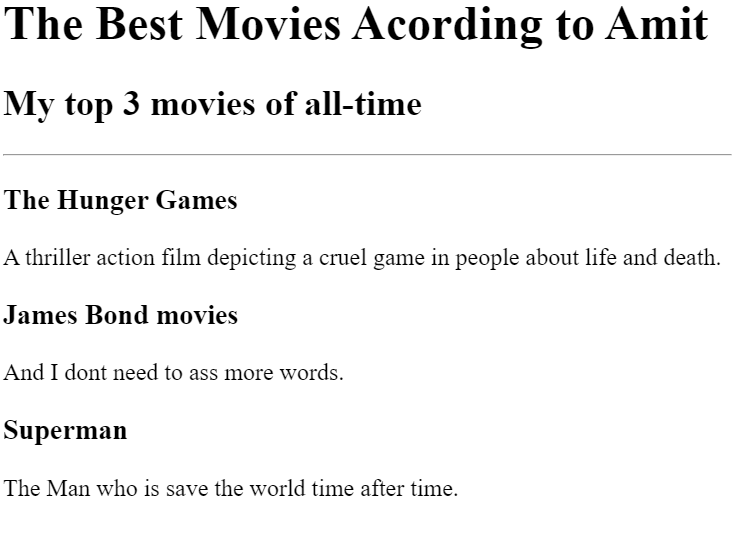 The Best Movies Acording to Amit
My top 3 movies of all-time
The Hunger Games
A thriller action film depicting a cruel game in people about life and death.
James Bond movies
And I dont need to ass more words.
Superman
The Man who is save the world time after time.